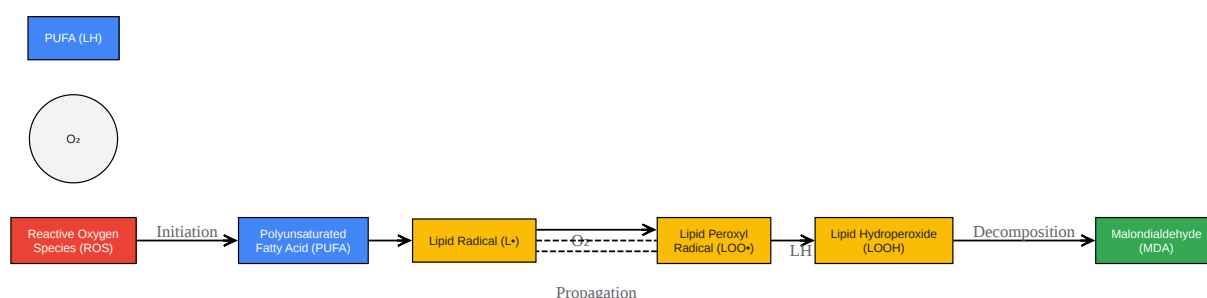 PUFA (LH)
O₂
Reactive Oxygen
Species (ROS)
Initiation
Polyunsaturated
Fatty Acid (PUFA)
Lipid Radical (L•)
O₂
Lipid Peroxyl
Radical (LOO•)
LH
Lipid Hydroperoxide
(LOOH)
Decomposition
Malondialdehyde
(MDA)
Propagation